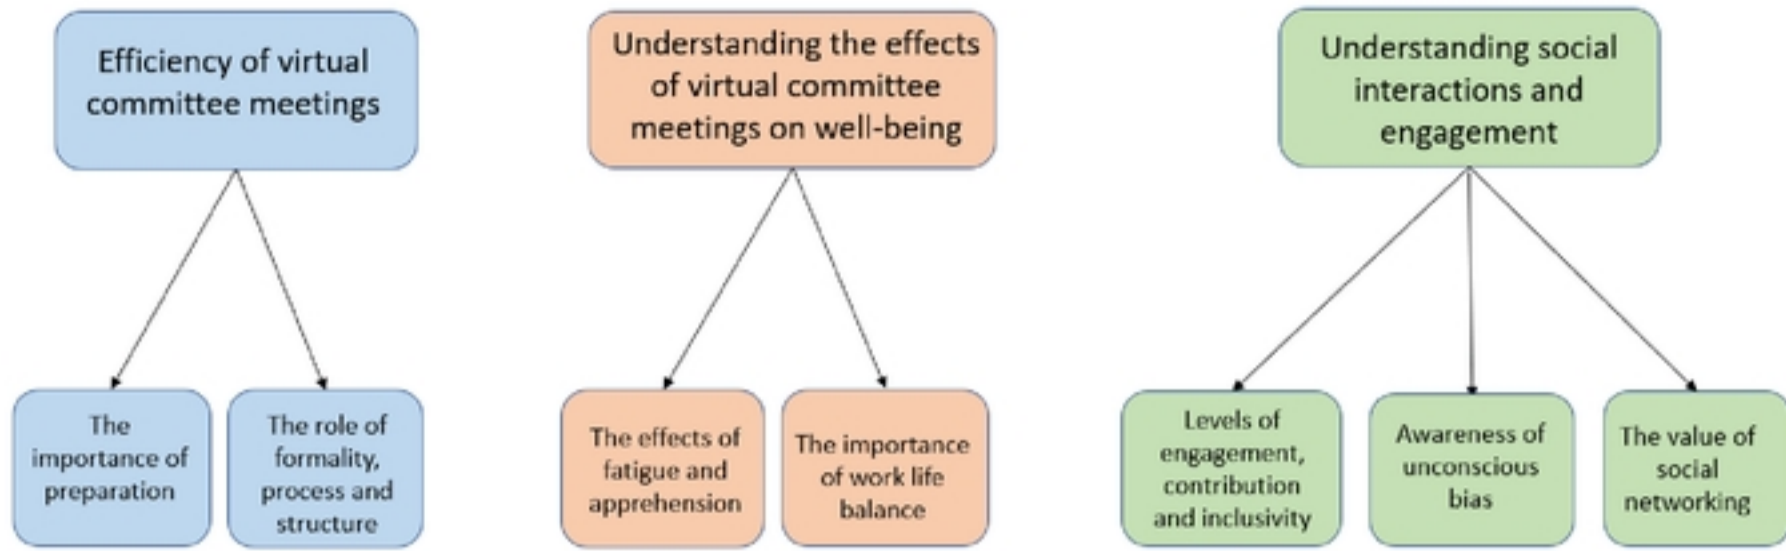 Efficiency of virtual
committee meetings
Understanding the effects
of virtual committee
meetings on well-being
Understanding social
interactions and
engagement
The
importance of
preparation
The role of
formality,
process and
structure
The effects of
fatigue and
apprehension
The importance
of work life
balance
Levels of
engagement,
contribution
and inclusivity
Awareness of
unconscious
bias
The value of
social
networking